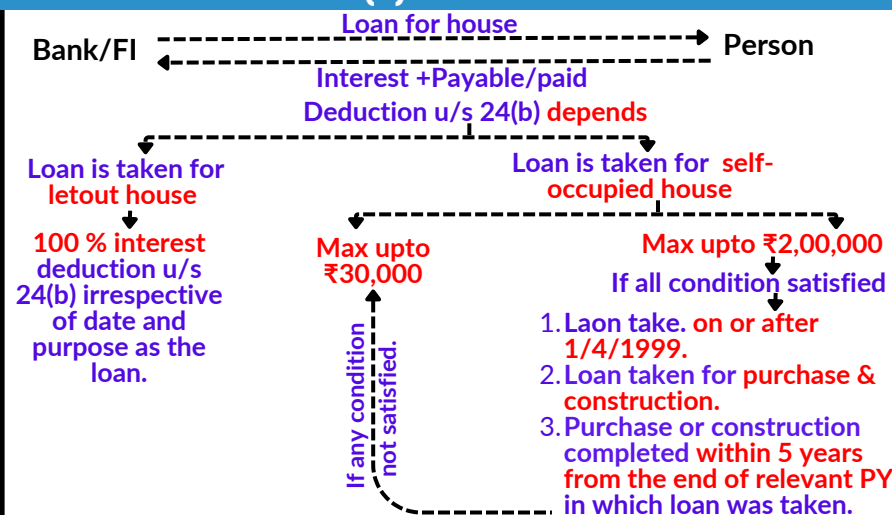 Loan for house
Bank/FI
Person
Interest +Payable/paid
Deduction u/s 24(b) depends
Loan is taken for
letout house
100 % interest
deduction u/s
24(b) irrespective
of date and
purpose as the
loan.
Loan is taken for self-
occupied house
Max upto
₹30,000
If any condition
not satisfied.
Max upto ₹2,00,000
If all condition satisfied
1. Laon take. on or after
1/4/1999.
2. Loan taken for purchase &
construction.
3. Purchase or construction
completed within 5 years
from the end of relevant PY
in which loan was taken.